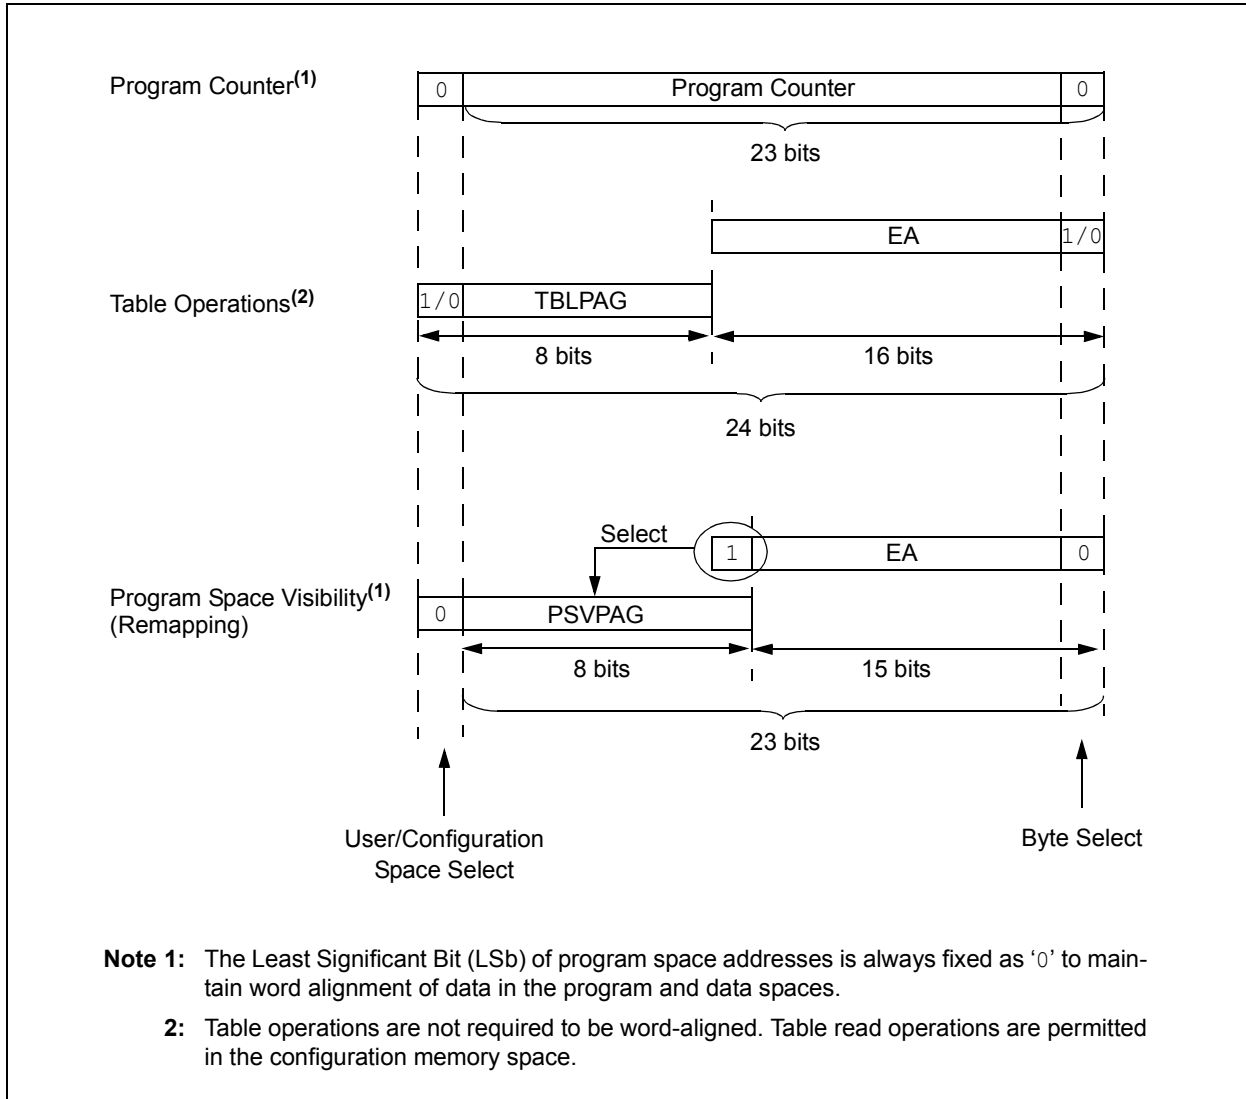 Program Counter(1)
0
Program Counter
0
23 bits
EA
1/0
Table Operations(2)
1/0
TBLPAG
8 bits
16 bits
24 bits
Select
1
EA
0
Program Space Visibility(1)
(Remapping)
0
PSVPAG
8 bits
15 bits
23 bits
User/Configuration
Space Select
Byte Select
Note 1: The Least Significant Bit (LSb) of program space addresses is always fixed as ‘0’ to main-
tain word alignment of data in the program and data spaces.
2: Table operations are not required to be word-aligned. Table read operations are permitted
in the configuration memory space.